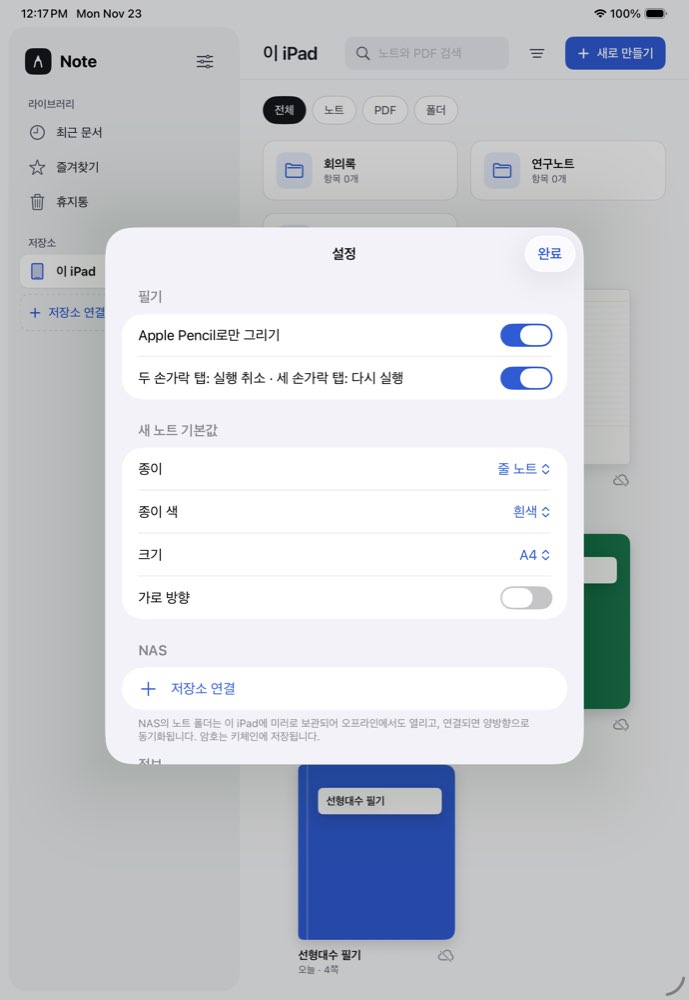 12:17 PM Mon Nov 23
100%
Note
라이브러리
최근 문서
즐겨찾기
휴지통
저장소
이 iPad
저장소 연결
이 iPad
노트와 PDF 검색
새로 만들기
전체
노트
PDF
폴더
회의록
항목 0개
연구노트
항목 0개
설정
완료
필기
Apple Pencil로만 그리기
두 손가락 탭: 실행 취소 · 세 손가락 탭: 다시 실행
새 노트 기본값
종이
줄 노트
종이 색
흰색
크기
A4
가로 방향
NAS
저장소 연결
NAS의 노트 폴더는 이 iPad에 미러로 보관되어 오프라인에서도 열리고, 연결되면 양방향으로
동기화됩니다. 암호는 키체인에 저장됩니다.
선형대수 필기
선형대수 필기
오늘 · 4쪽